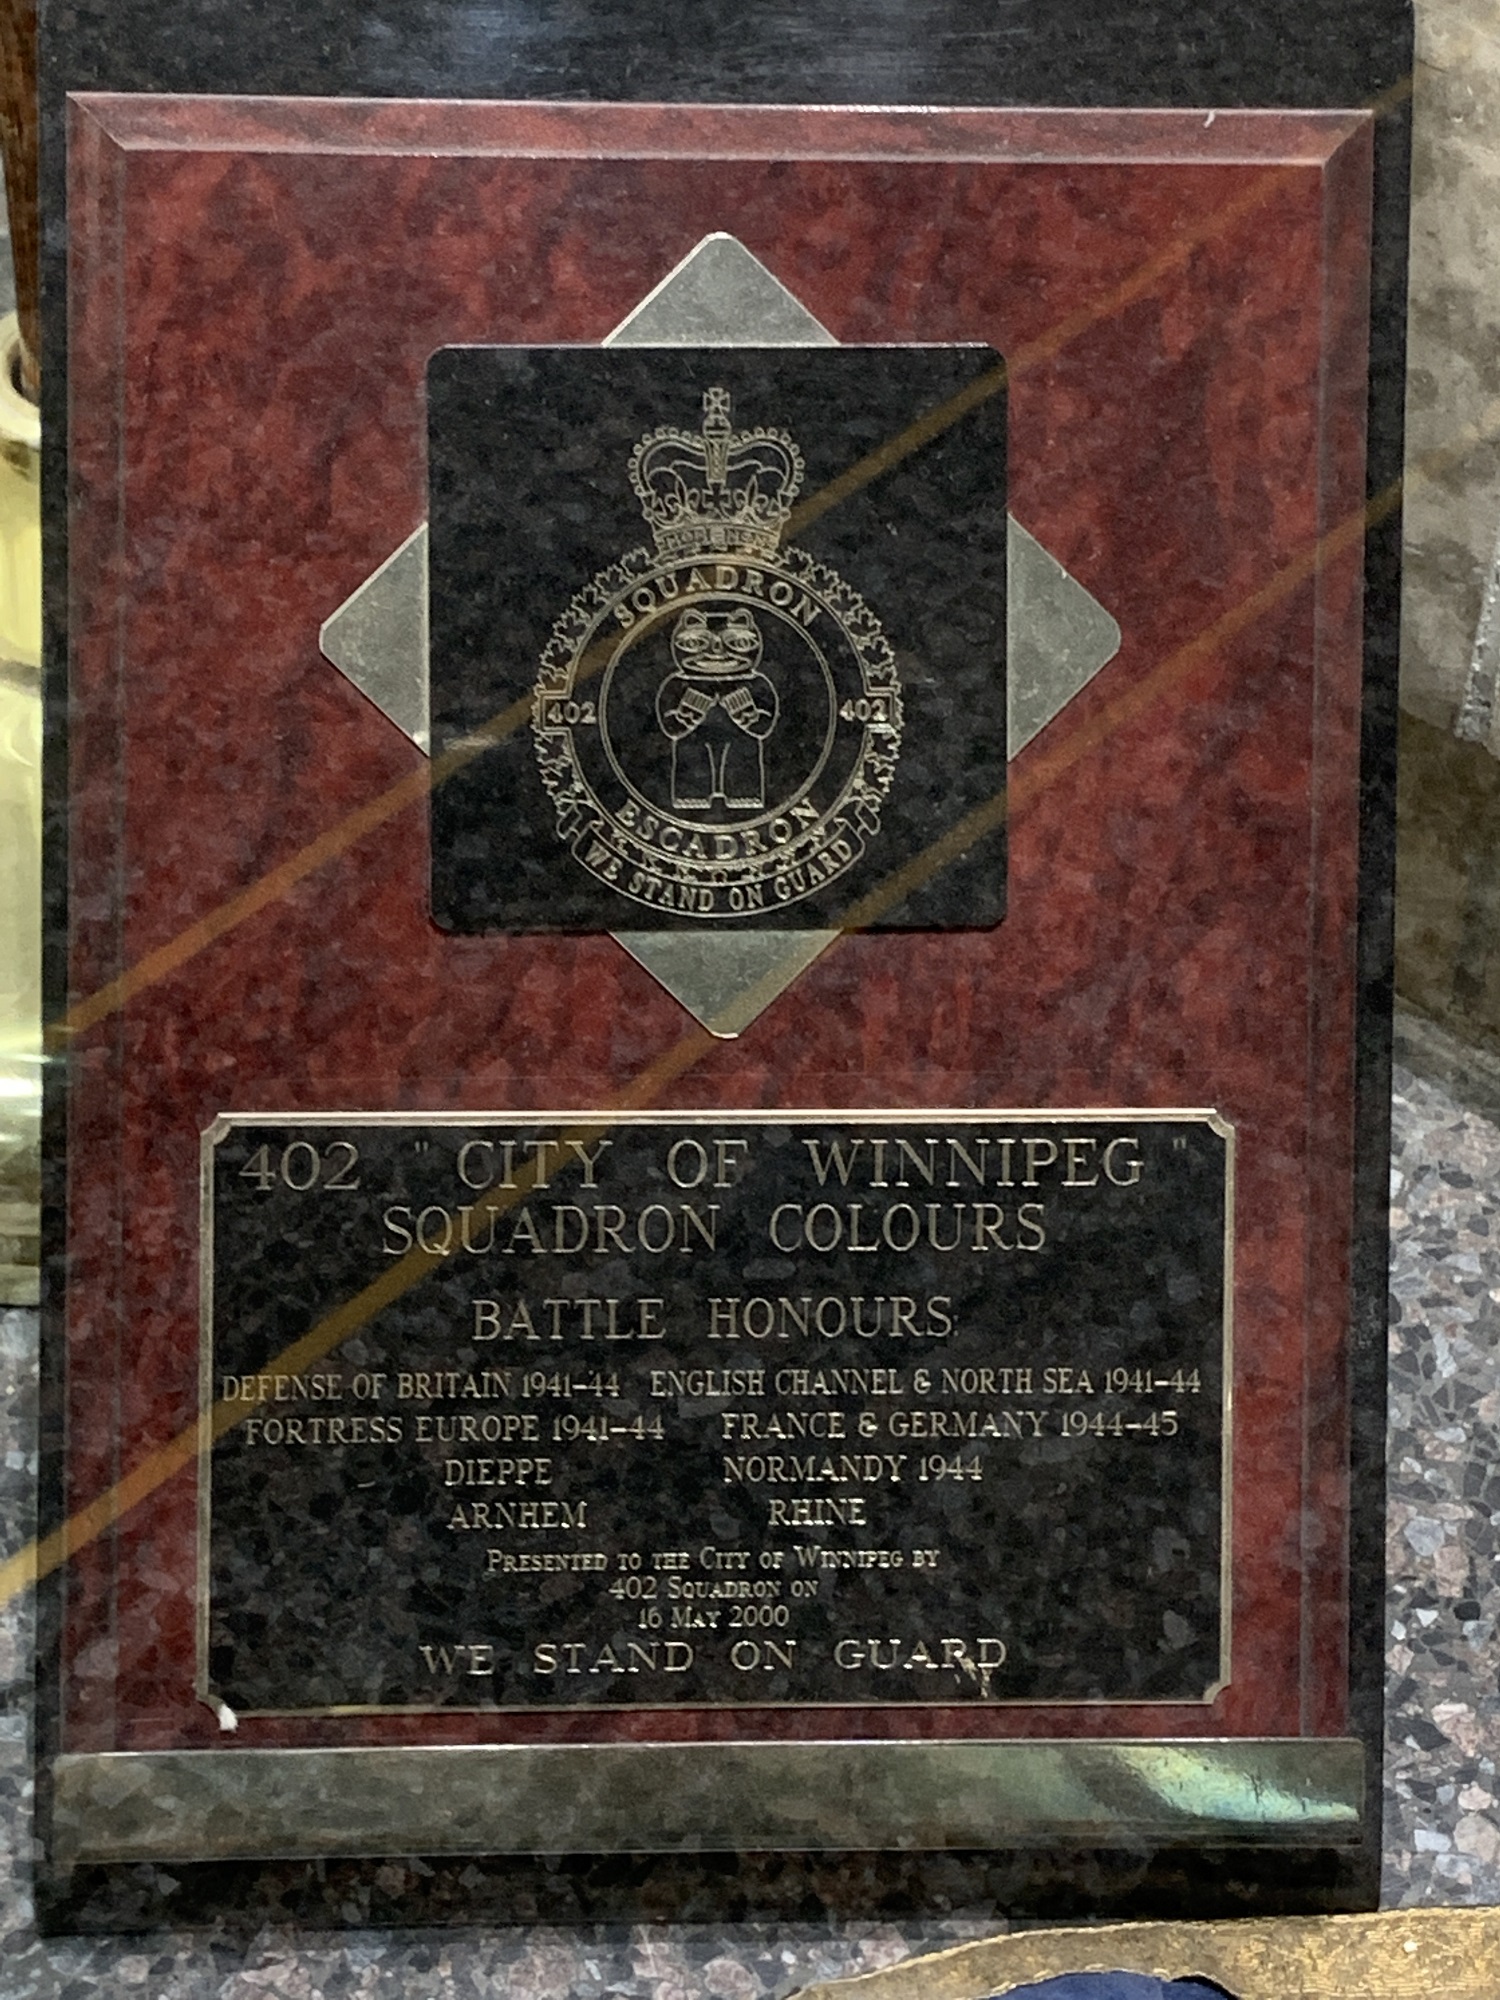 SQUADRON
402 402
ESCADRON
WE STAND ON GUARD
402 " CITY OF WINNIPEG "
SQUADRON COLOURS
BATTLE HONOURS:
DEFENSE OF BRITAIN 1941-44 ENGLISH CHANNEL & NORTH SEA 1941-44
FORTRESS EUROPE 1941-44 FRANCE & GERMANY 1944-45
DIEPPE NORMANDY 1944
ARNHEM RHINE
PRESENTED TO THE CITY OF WINNIPEG BY
402 SQUADRON ON
16 MAY 2000
WE STAND ON GUARD